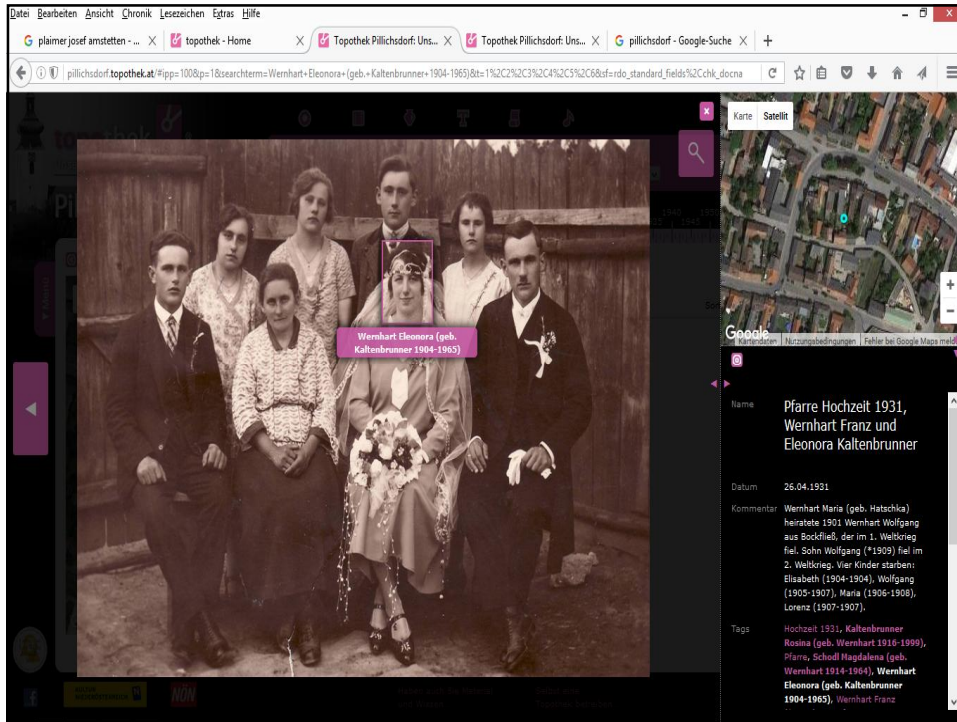 Datei Bearbeiten Ansicht Chronik Lesezeichen Extras Hilfe
plaimer josef amstetten - ...
topothek - Home
Topothek Pillichsdorf: Uns...
Topothek Pillichsdorf: Uns...
pillichsdorf - Google-Suche
pillichsdorf.topothek.at/#ipp=100&p=1&searchterm=Wernhart+Eleonora+(geb.+Kaltenbrunner+1904-1965)&t=1%2C2%2C3%2C4%2C5%2C6&sf=rdo_standard_fields%2Cchk_docna
topothek
Karte Satellit
1940
1945
Wernhart Eleonora (geb.
Kaltenbrunner 1904-1965)
Google
Kartendaten Nutzungsbedingungen Fehler bei Google Maps meld
Name
Pfarre Hochzeit 1931,
Wernhart Franz und
Eleonora Kaltenbrunner
Datum
26.04.1931
Kommentar
Wernhart Maria (geb. Hatschka)
heiratete 1901 Wernhart Wolfgang
aus Bockfließ, der im 1. Weltkrieg
fiel. Sohn Wolfgang (*1909) fiel im
2. Weltkrieg. Vier Kinder starben:
Elisabeth (1904-1904), Wolfgang
(1905-1907), Maria (1906-1908),
Lorenz (1907-1907).
Tags
Hochzeit 1931, Kaltenbrunner
Rosina (geb. Wernhart 1916-1999),
Pfarre, Schodl Magdalena (geb.
Wernhart 1914-1964), Wernhart
Eleonora (geb. Kaltenbrunner
1904-1965), Wernhart Franz
NÖN